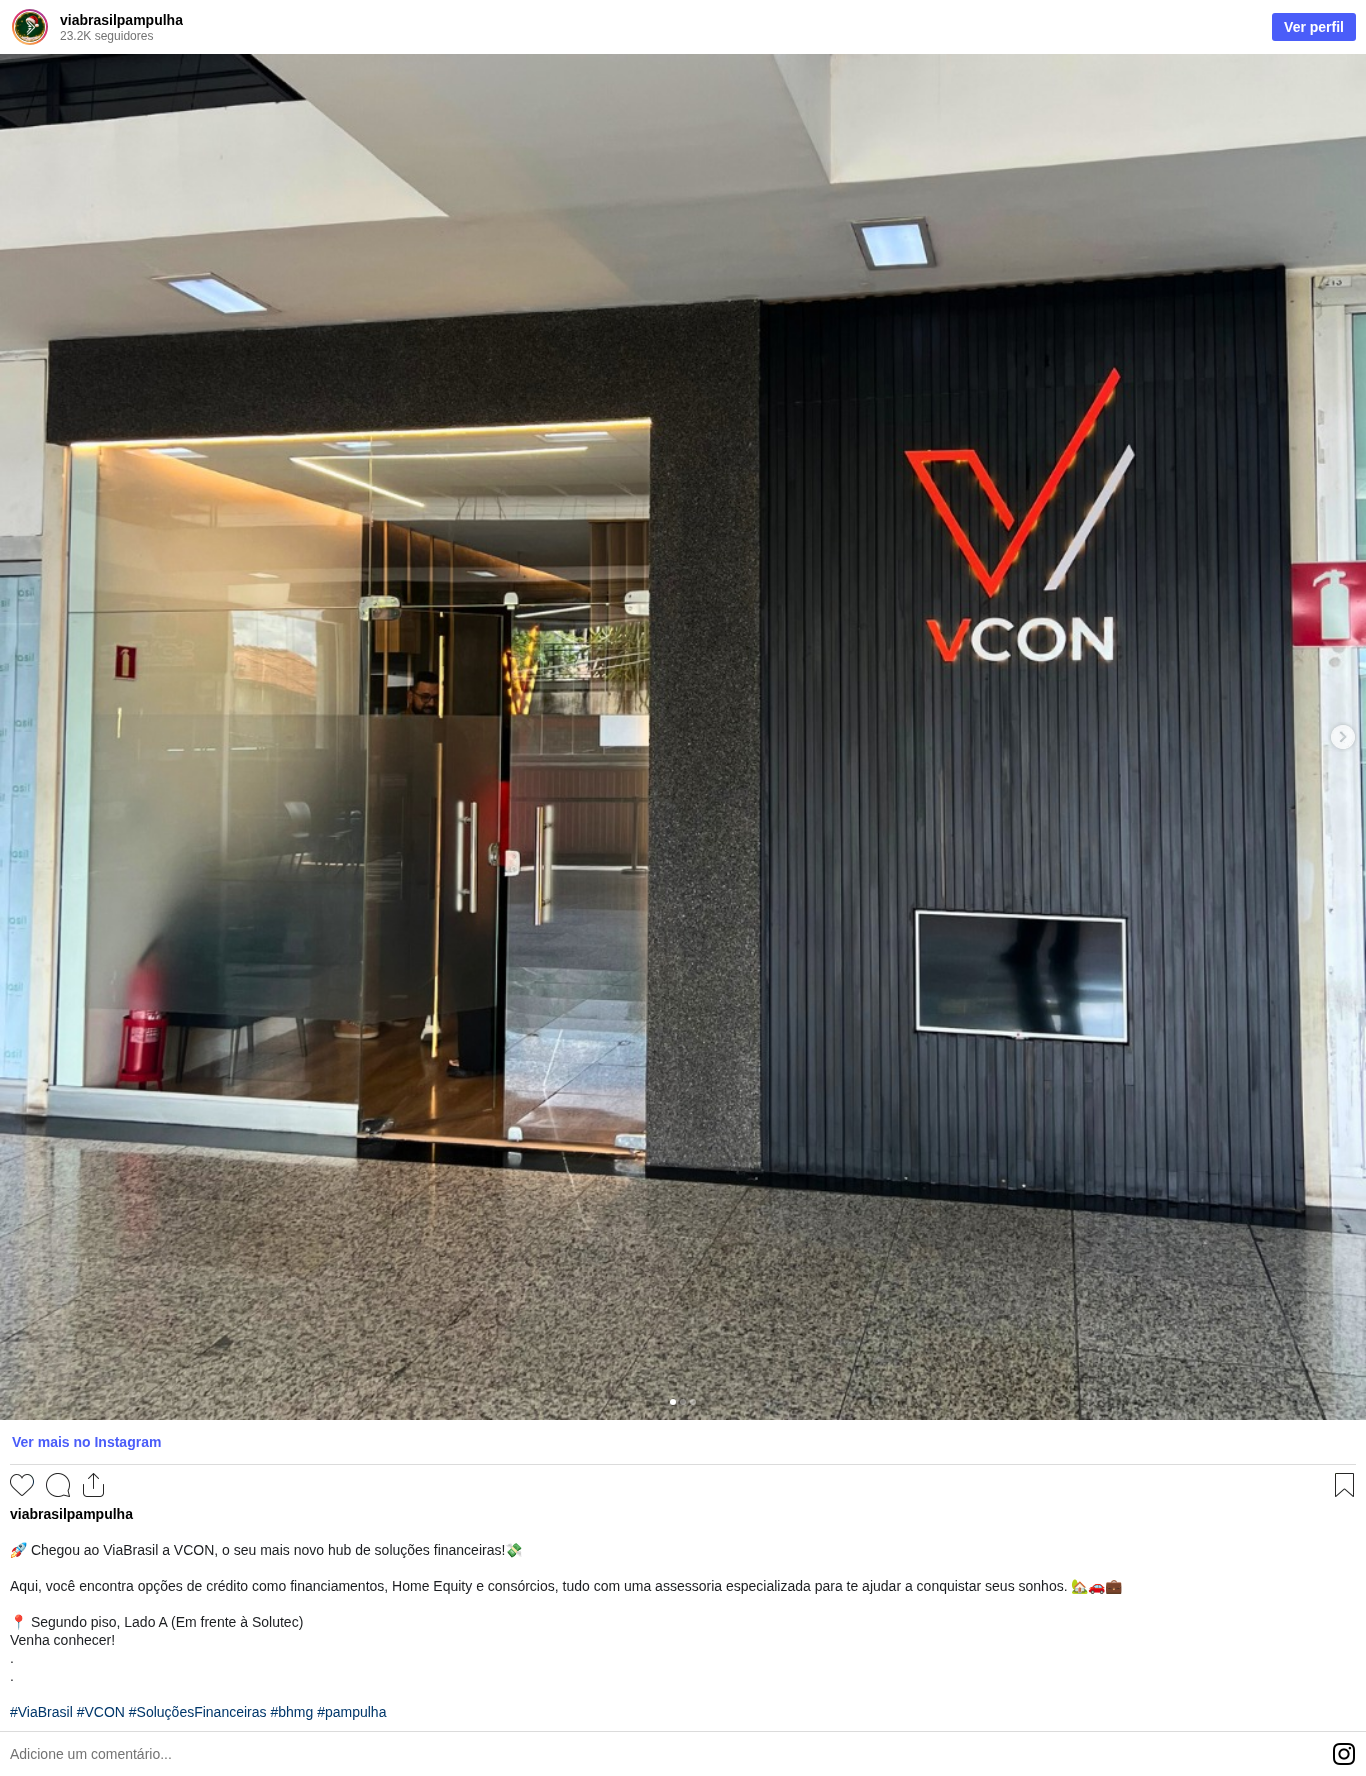 viabrasilpampulha
23.2K seguidores
Ver perfil
VCON
Ver mais no Instagram
viabrasilpampulha
🚀 Chegou ao ViaBrasil a VCON, o seu mais novo hub de soluções financeiras!💸
Aqui, você encontra opções de crédito como financiamentos, Home Equity e consórcios, tudo com uma assessoria especializada para te ajudar a conquistar seus sonhos. 🏡🚗💼
📍 Segundo piso, Lado A (Em frente à Solutec)
Venha conhecer!
.
.
#ViaBrasil #VCON #SoluçõesFinanceiras #bhmg #pampulha
Adicione um comentário...